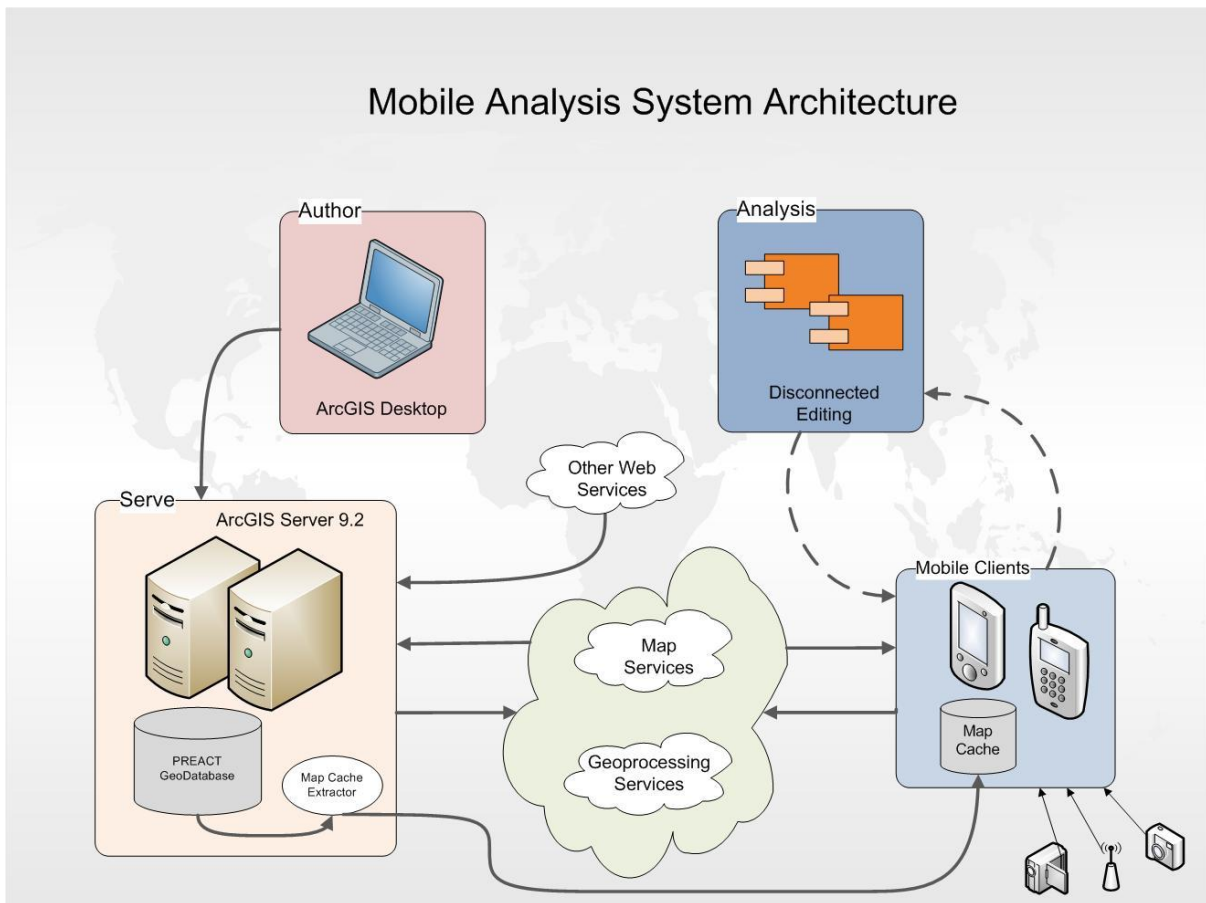 Mobile Analysis System Architecture
Author
ArcGIS Desktop
Analysis
Disconnected
Editing
Other Web
Services
Serve
ArcGIS Server 9.2
PREACT
GeoDatabase
Map Cache
Extractor
Map
Services
Geoprocessing
Services
Mobile Clients
Map
Cache